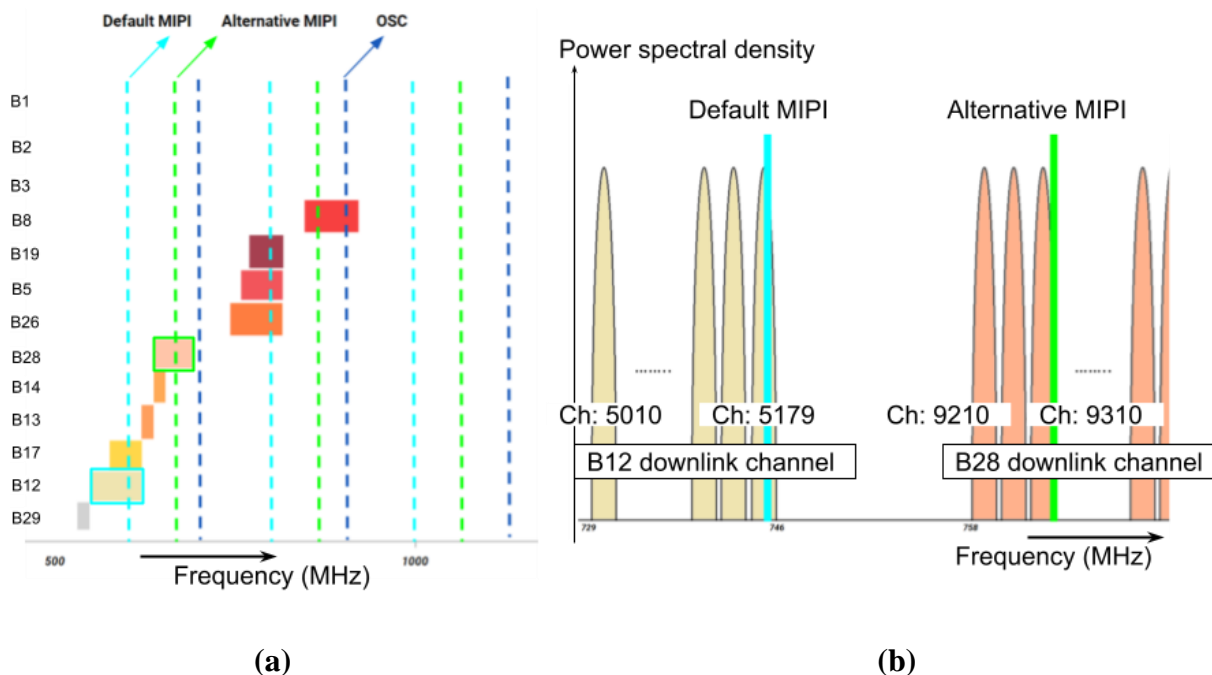 Default MIPI
Alternative MIPI
OSC
B1
B2
B3
B8
B19
B5
B26
B28
B14
B13
B17
B12
B29
500
1000
Frequency (MHz)
(a)
Power spectral density
Default MIPI
Alternative MIPI
........
........
Ch: 5010
Ch: 5179
Ch: 9210
Ch: 9310
B12 downlink channel
B28 downlink channel
729
746
758
Frequency (MHz)
(b)